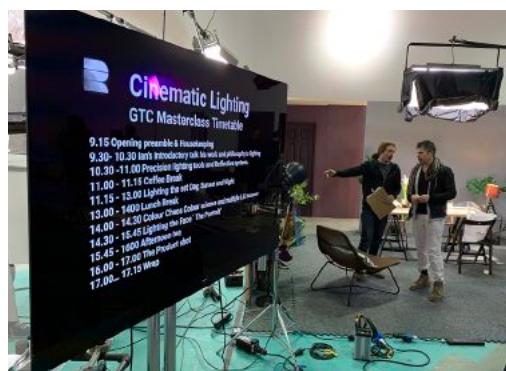 R
Cinematic Lighting
GTC Masterclass Timetable
9.15 Opening preamble & Housekeeping
9.30- 10.30 Ian's Introductory talk his work and philosophy to lighting
10.30 -11.00 Precision lighting tools and Reflective systems
11.00 - 11.15 Coffee Break
11.15 - 13.00 Lighting the set Day, Sunset and Night
13.00 - 1400 Lunch Break
14.00 - 14.30 Colour Chaos Colour science and multiple
14.30 - 15.45 Lighting the Face "The Portrait"
15.45 - 1600 Afternoon tea
16.00 - 17.00 The Product shot
17.00... 17.15 Wrap